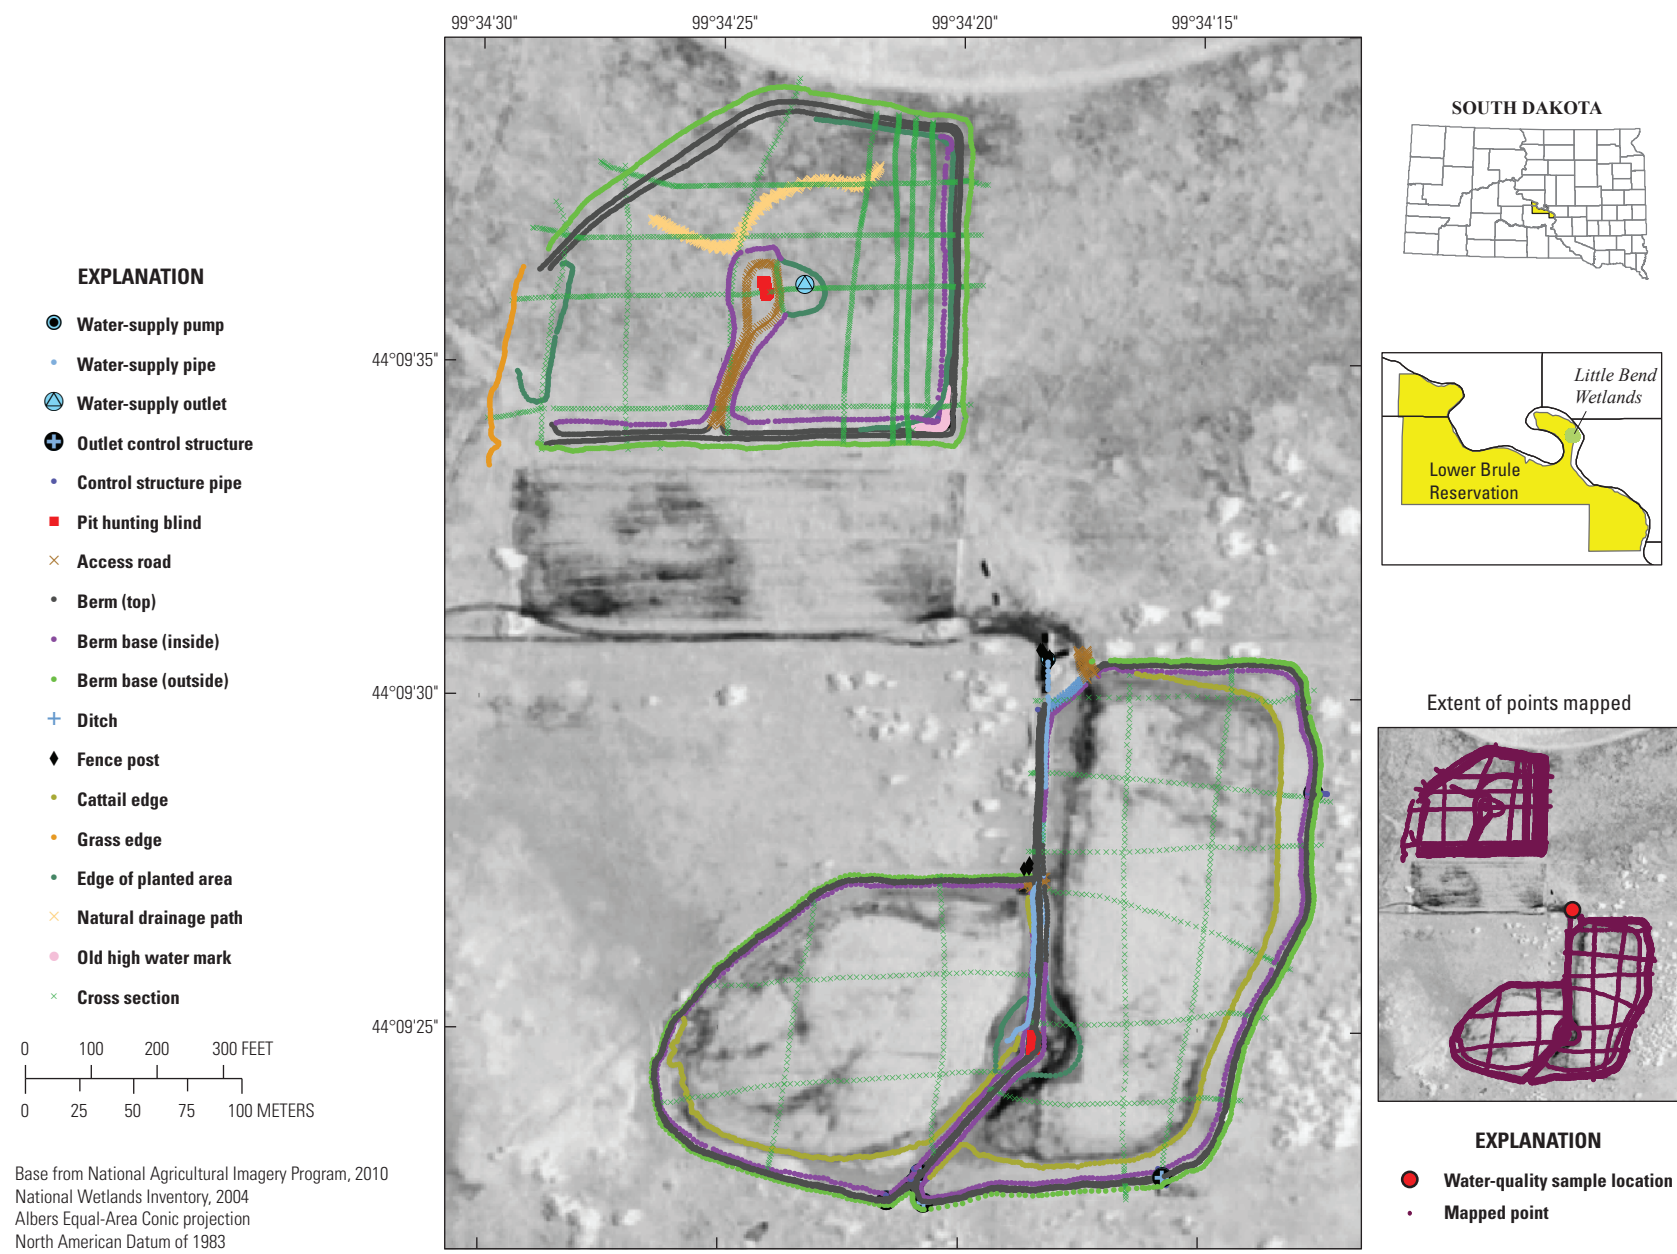 99°34'30" 99°34'25" 99°34'20" 99°34'15"
44°09'35"
44°09'30"
44°09'25"
EXPLANATION
Water-supply pump
Water-supply pipe
Water-supply outlet
Outlet control structure
Control structure pipe
Pit hunting blind
Access road
Berm (top)
Berm base (inside)
Berm base (outside)
Ditch
Fence post
Cattail edge
Grass edge
Edge of planted area
Natural drainage path
Old high water mark
Cross section
0 100 200 300 FEET
0 25 50 75 100 METERS
Base from National Agricultural Imagery Program, 2010
National Wetlands Inventory, 2004
Albers Equal-Area Conic projection
North American Datum of 1983
SOUTH DAKOTA
Little Bend
Wetlands
Lower Brule
Reservation
Extent of points mapped
EXPLANATION
Water-quality sample location
Mapped point